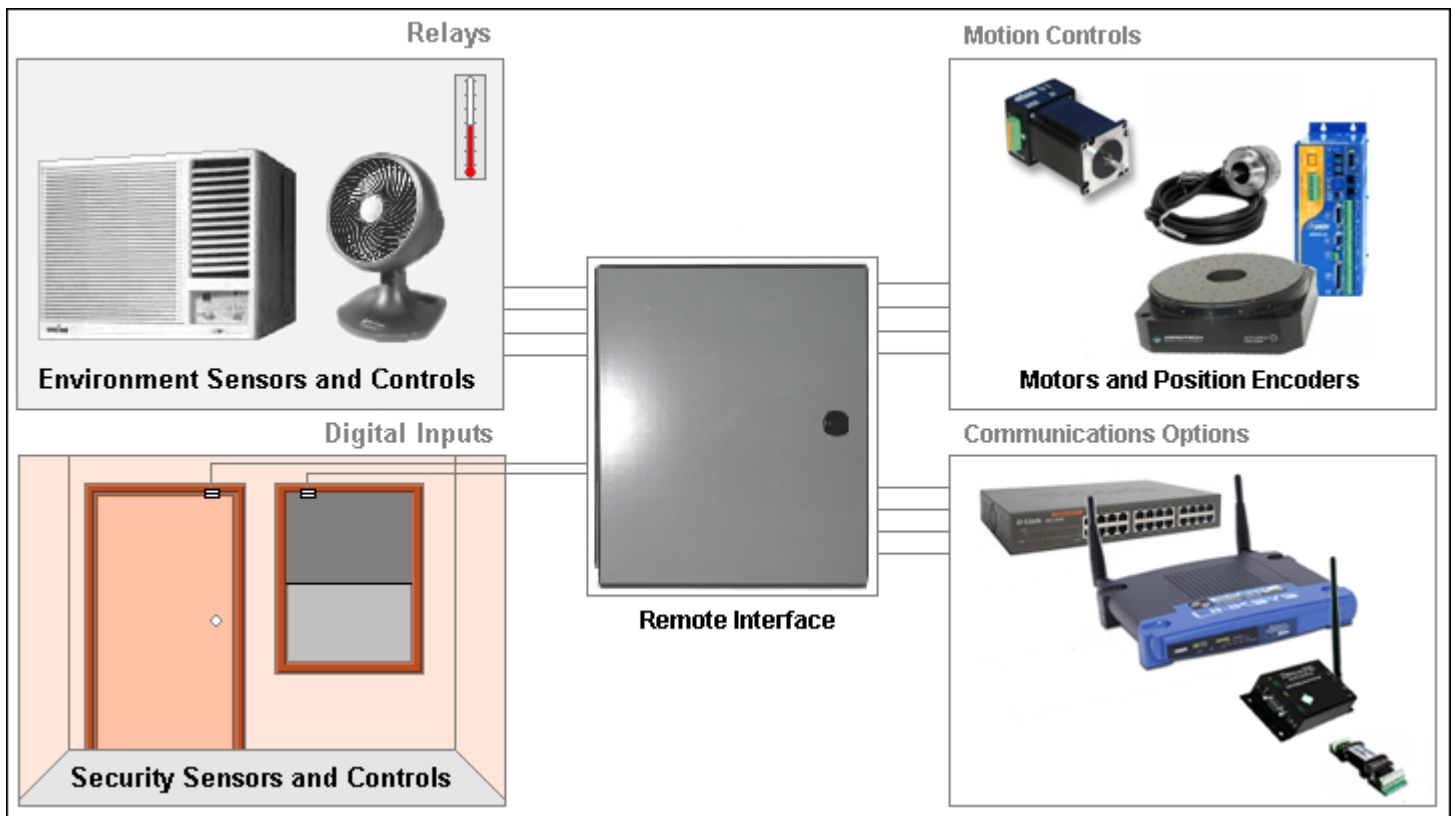 Relays
Motion Controls
Environment Sensors and Controls
Motors and Position Encoders
Digital Inputs
Communications Options
D-Link
LINKSYS
Remote Interface
Security Sensors and Controls